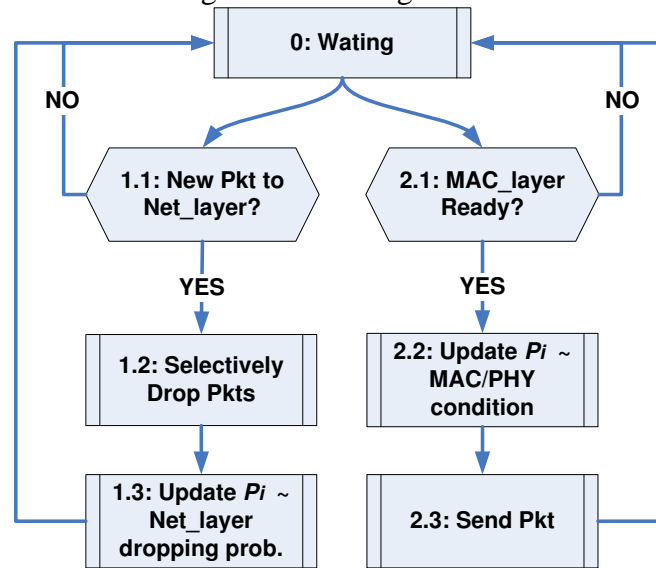 0: Wating
NO
NO
1.1: New Pkt to
Net_layer?
2.1: MAC_layer
Ready?
YES
YES
1.2: Selectively
Drop Pkts
2.2: Update Pi ~
MAC/PHY
condition
1.3: Update Pi ~
Net_layer
dropping prob.
2.3: Send Pkt